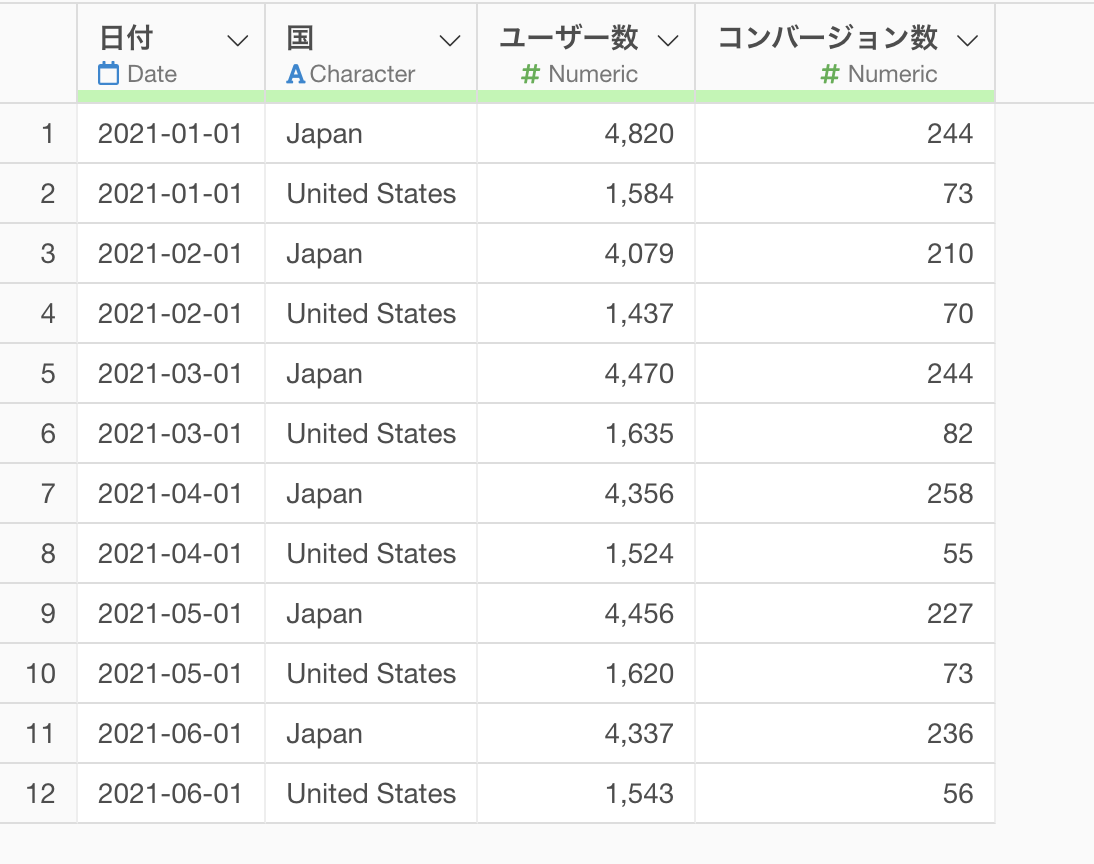 日付 国 ユーザー数 コンバージョン数
Date A Character # Numeric # Numeric
1 2021-01-01 Japan 4,820 244
2 2021-01-01 United States 1,584 73
3 2021-02-01 Japan 4,079 210
4 2021-02-01 United States 1,437 70
5 2021-03-01 Japan 4,470 244
6 2021-03-01 United States 1,635 82
7 2021-04-01 Japan 4,356 258
8 2021-04-01 United States 1,524 55
9 2021-05-01 Japan 4,456 227
10 2021-05-01 United States 1,620 73
11 2021-06-01 Japan 4,337 236
12 2021-06-01 United States 1,543 56